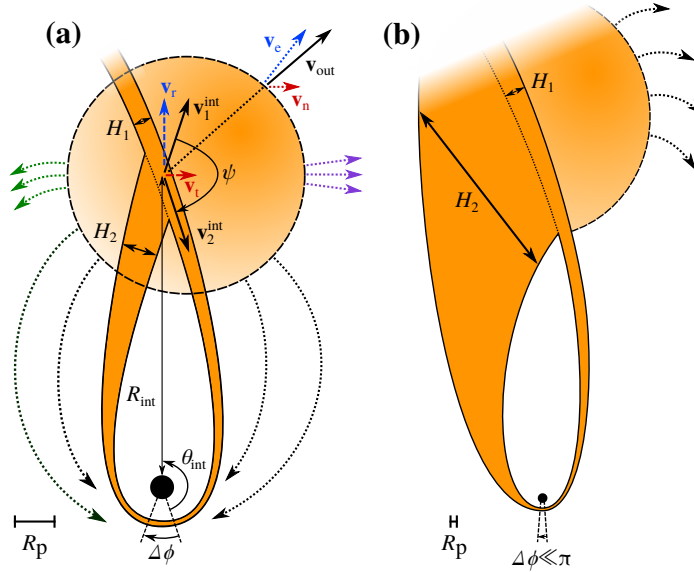 (a)
v_e
v_out
v_n
v_r
v_1^int
H_1
ψ
v_t
v_2^int
H_2
R_int
θ_int
R_p
Δϕ
(b)
H_1
H_2
R_p
Δϕ≪π